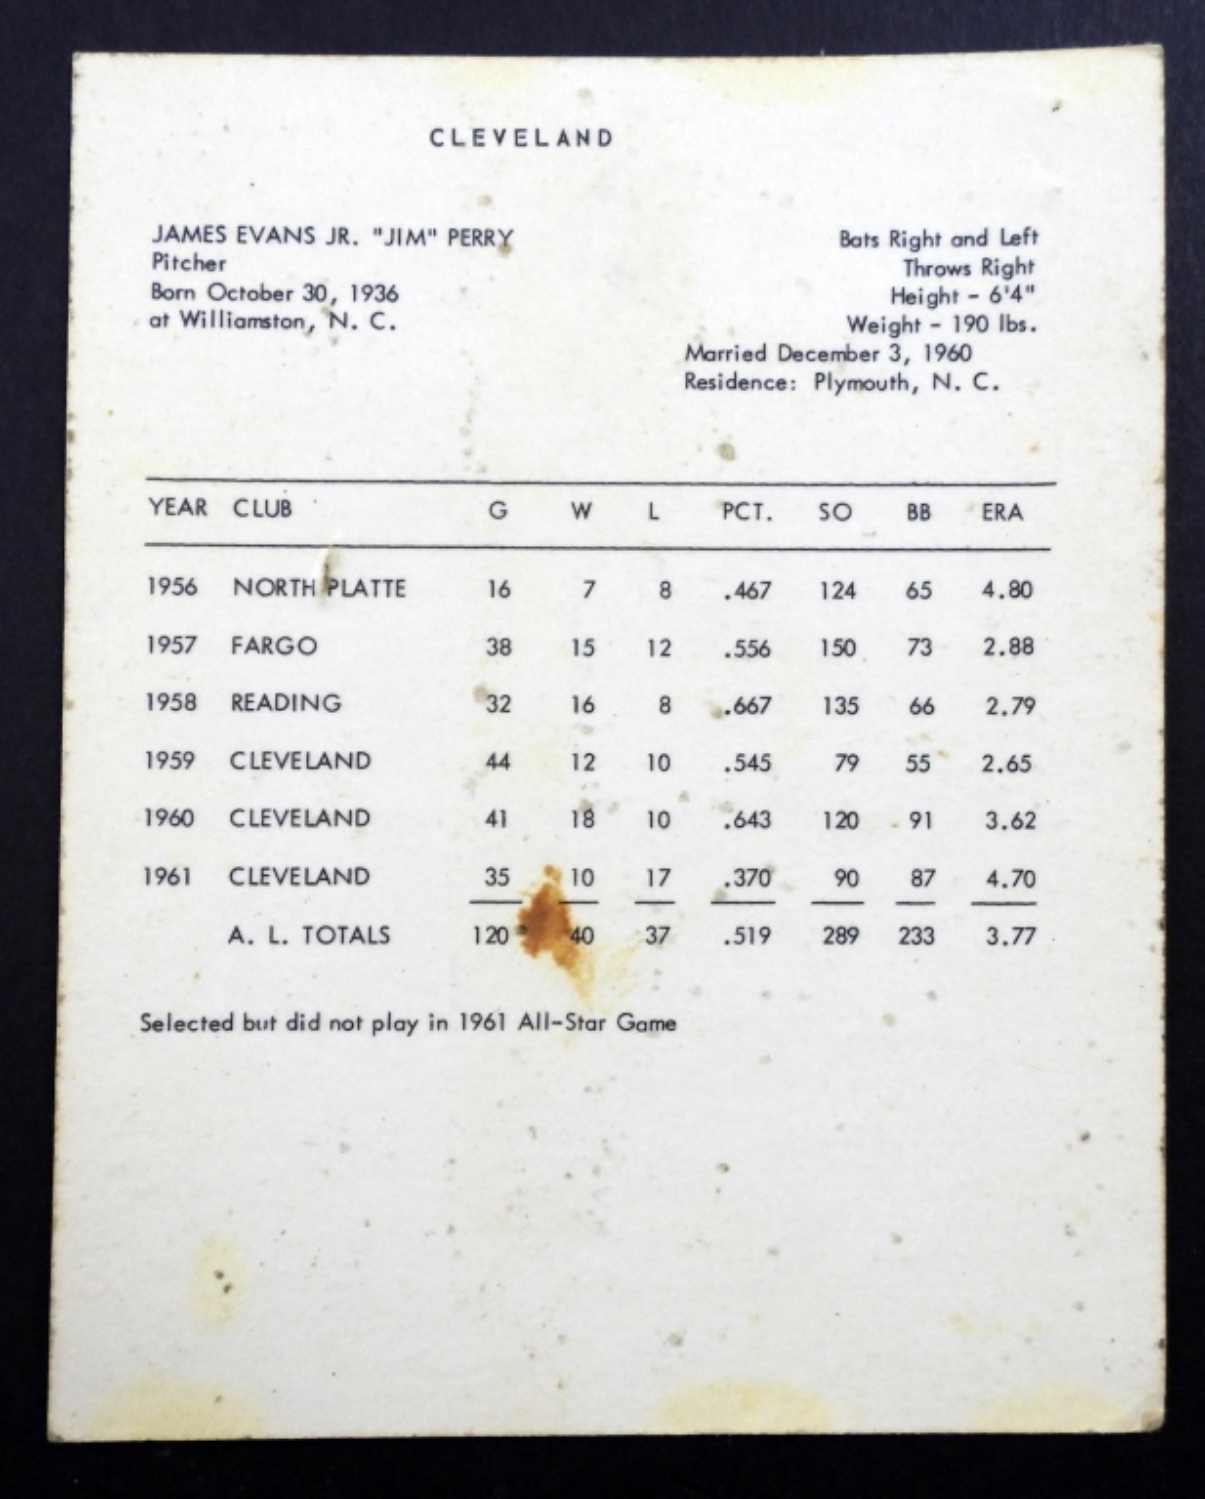 CLEVELAND
JAMES EVANS JR. "JIM" PERRY
Pitcher
Born October 30, 1936
at Williamston, N. C.
Bats Right and Left
Throws Right
Height - 6'4"
Weight - 190 lbs.
Married December 3, 1960
Residence: Plymouth, N. C.
YEAR CLUB G W L PCT. SO BB ERA
1956 NORTH PLATTE 16 7 8 .467 124 65 4.80
1957 FARGO 38 15 12 .556 150 73 2.88
1958 READING 32 16 8 .667 135 66 2.79
1959 CLEVELAND 44 12 10 .545 79 55 2.65
1960 CLEVELAND 41 18 10 .643 120 91 3.62
1961 CLEVELAND 35 10 17 .370 90 87 4.70
A. L. TOTALS 120 40 37 .519 289 233 3.77
Selected but did not play in 1961 All-Star Game